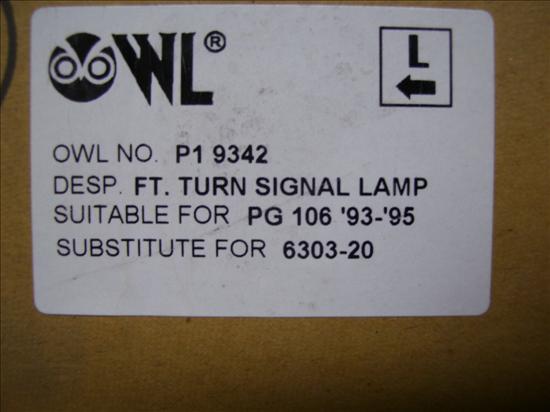 OWL®
L
OWL NO. P1 9342
DESP. FT. TURN SIGNAL LAMP
SUITABLE FOR PG 106 '93-'95
SUBSTITUTE FOR 6303-20